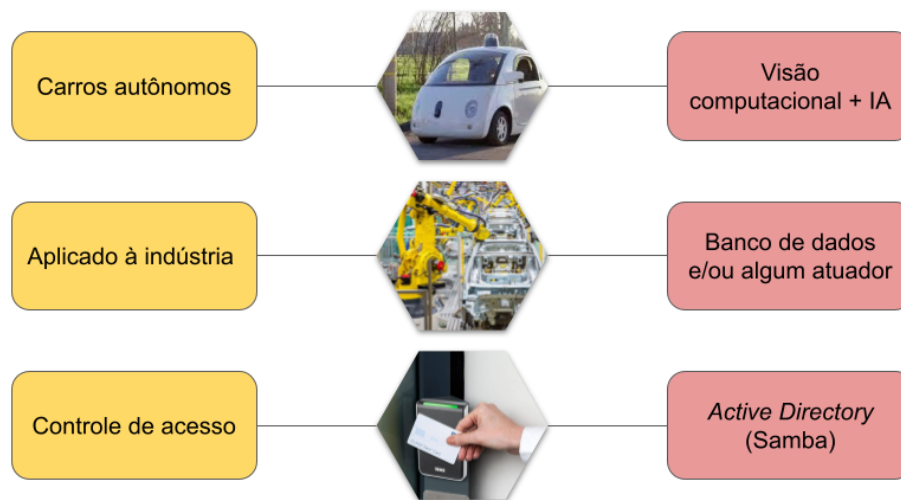 Carros autônomos
Visão
computacional + IA
Aplicado à indústria
Banco de dados
e/ou algum atuador
Controle de acesso
Active Directory
(Samba)